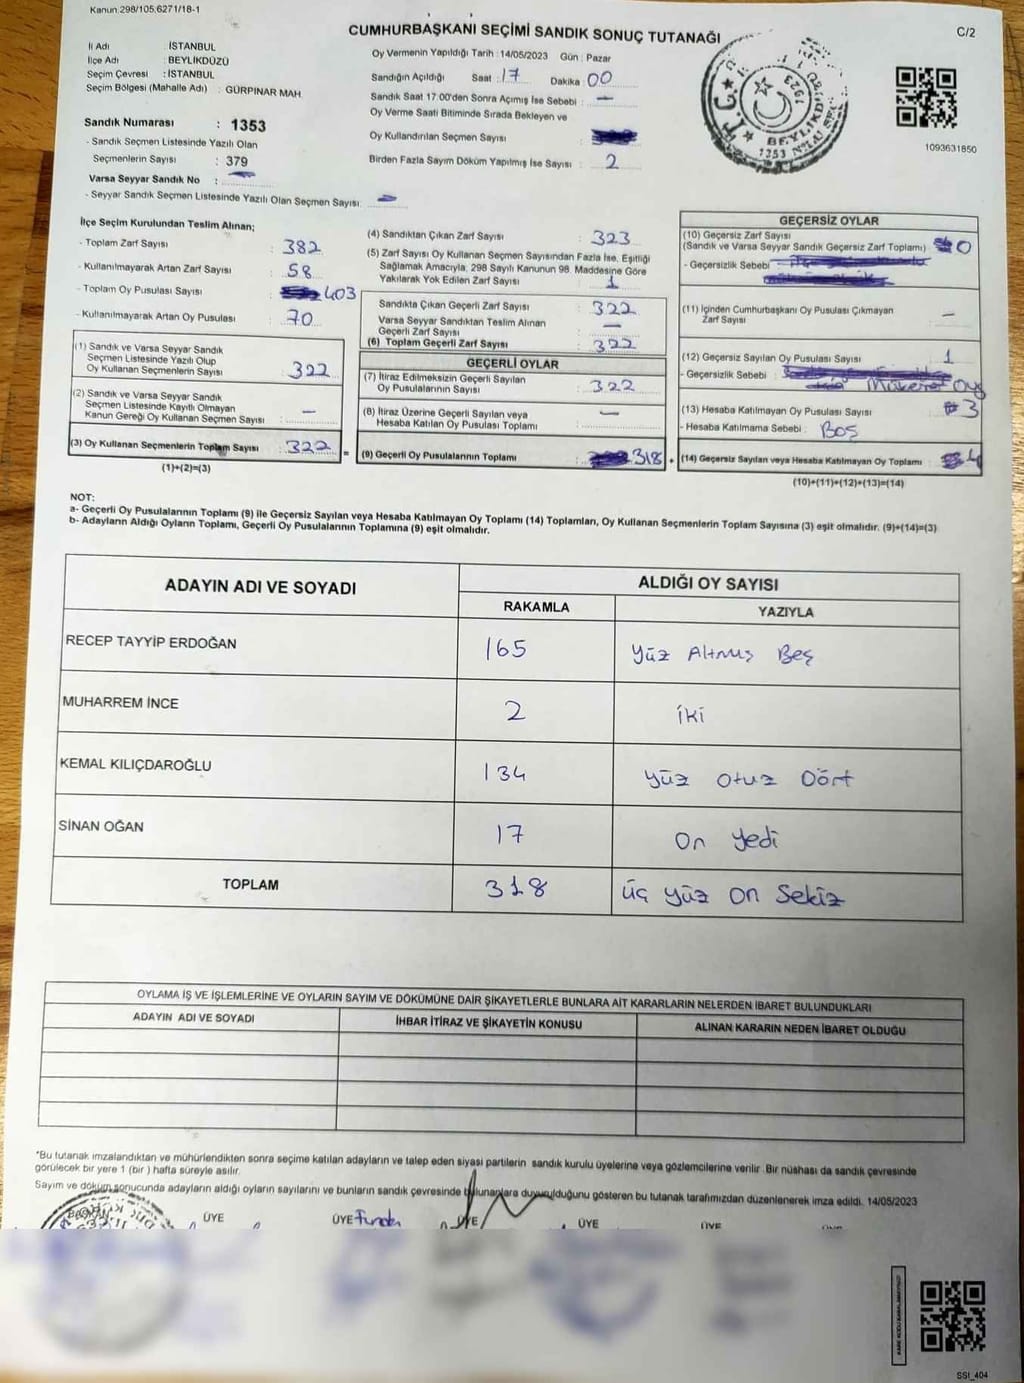 Kanun.298/105,6271/18-1
CUMHURBAŞKANI SEÇİMİ SANDIK SONUÇ TUTANAĞI
C/2
İl Adı : İSTANBUL
İlçe Adı : BEYLİKDÜZÜ
Seçim Çevresi : İSTANBUL
Seçim Bölgesi (Mahalle Adı) : GÜRPINAR MAH.
Sandık Numarası : 1353
- Sandık Seçmen Listesinde Yazılı Olan
Seçmenlerin Sayısı : 379
Varsa Seyyar Sandık No :
- Seyyar Sandık Seçmen Listesinde Yazılı Olan Seçmen Sayısı:
Oy Vermenin Yapıldığı Tarih : 14/05/2023 Gün : Pazar
Sandığın Açıldığı Saat : 17 Dakika : 00
Sandık Saat 17:00'den Sonra Açımış İse Sebebi : —
Oy Verme Saati Bitiminde Sırada Bekleyen ve
Oy Kullandırılan Seçmen Sayısı :
Birden Fazla Sayım Döküm Yapılmış İse Sayısı : 2
T.C.
1923
BEYLİKDÜZÜ
1353 NOLU
1093631850
İlçe Seçim Kurulundan Teslim Alınan;
- Toplam Zarf Sayısı : 382
- Kullanılmayarak Artan Zarf Sayısı : 58
- Toplam Oy Pusulası Sayısı : 403
- Kullanılmayarak Artan Oy Pusulası : 70
(1) Sandık ve Varsa Seyyar Sandık
Seçmen Listesinde Yazılı Olup
Oy Kullanan Seçmenlerin Sayısı : 322
(2) Sandık ve Varsa Seyyar Sandık
Seçmen Listesinde Kayıtlı Olmayan
Kanun Gereği Oy Kullanan Seçmen Sayısı : —
(3) Oy Kullanan Seçmenlerin Toplam Sayısı : 322 =
(1)+(2)=(3)
(4) Sandıktan Çıkan Zarf Sayısı : 323
(5) Zarf Sayısı Oy Kullanan Seçmen Sayısından Fazla İse, Eşitliği
Sağlamak Amacıyla, 298 Sayılı Kanunun 98. Maddesine Göre
Yakılarak Yok Edilen Zarf Sayısı : 1
Sandıkta Çıkan Geçerli Zarf Sayısı : 322
Varsa Seyyar Sandıktan Teslim Alınan
Geçerli Zarf Sayısı : —
(6) Toplam Geçerli Zarf Sayısı : 322
GEÇERLİ OYLAR
(7) İtiraz Edilmeksizin Geçerli Sayılan
Oy Pusulalarının Sayısı : 322
(8) İtiraz Üzerine Geçerli Sayılan veya
Hesaba Katılan Oy Pusulası Toplamı : —
(9) Geçerli Oy Pusulalarının Toplamı : 318 +
GEÇERSİZ OYLAR
(10) Geçersiz Zarf Sayısı
(Sandık ve Varsa Seyyar Sandık Geçersiz Zarf Toplamı) : 0
- Geçersizlik Sebebi :
(11) İçinden Cumhurbaşkanı Oy Pusulası Çıkmayan
Zarf Sayısı : —
(12) Geçersiz Sayılan Oy Pusulası Sayısı : 1
- Geçersizlik Sebebi : Mükerrer Oy
(13) Hesaba Katılmayan Oy Pusulası Sayısı : 3
- Hesaba Katılmama Sebebi : Boş
(14) Geçersiz Sayılan veya Hesaba Katılmayan Oy Toplamı : 4
(10)+(11)+(12)+(13)=(14)
NOT:
a- Geçerli Oy Pusulalarının Toplamı (9) ile Geçersiz Sayılan veya Hesaba Katılmayan Oy Toplamı (14) Toplamları, Oy Kullanan Seçmenlerin Toplam Sayısına (3) eşit olmalıdır. (9)+(14)=(3)
b- Adayların Aldığı Oyların Toplamı, Geçerli Oy Pusulalarının Toplamına (9) eşit olmalıdır.
ADAYIN ADI VE SOYADI ALDIĞI OY SAYISI
RAKAMLA YAZIYLA
RECEP TAYYİP ERDOĞAN 165 Yüz Altmış Beş
MUHARREM İNCE 2 iki
KEMAL KILIÇDAROĞLU 134 Yüz Otuz Dört
SİNAN OĞAN 17 On Yedi
TOPLAM 318 Üç Yüz On Sekiz
OYLAMA İŞ VE İŞLEMLERİNE VE OYLARIN SAYIM VE DÖKÜMÜNE DAİR ŞİKAYETLERLE BUNLARA AİT KARARLARIN NELERDEN İBARET BULUNDUKLARI
ADAYIN ADI VE SOYADI İHBAR İTİRAZ VE ŞİKAYETİN KONUSU ALINAN KARARIN NEDEN İBARET OLDUĞU
*Bu tutanak imzalandıktan ve mühürlendikten sonra seçime katılan adayların ve talep eden siyasi partilerin sandık kurulu üyelerine veya gözlemcilerine verilir. Bir nüshası da sandık çevresinde
görülecek bir yere 1 (bir) hafta süreyle asılır.
Sayım ve döküm sonucunda adayların aldığı oyların sayılarını ve bunların sandık çevresinde bulunanlara duyurulduğunu gösteren bu tutanak tarafımızdan düzenlenerek imza edildi. 14/05/2023
ÜYE ÜYE ÜYE ÜYE ÜYE
SSI_404